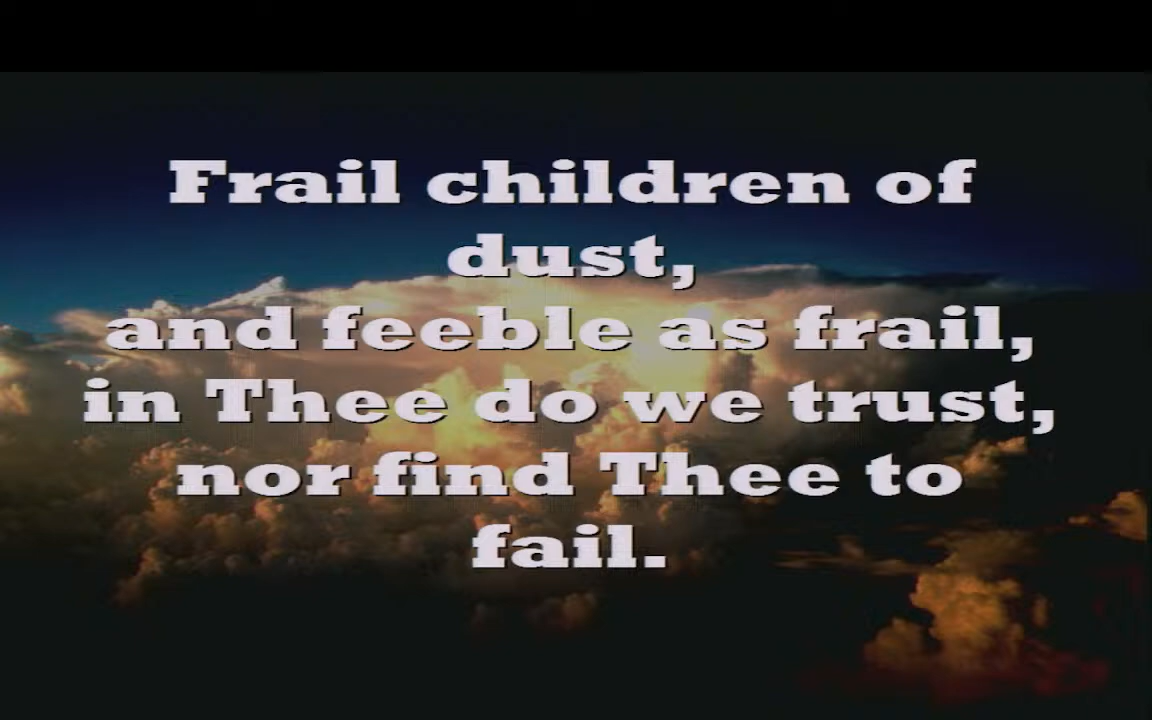 Frail children of
dust,
and feeble as frail,
in Thee do we trust,
nor find Thee to
fail.